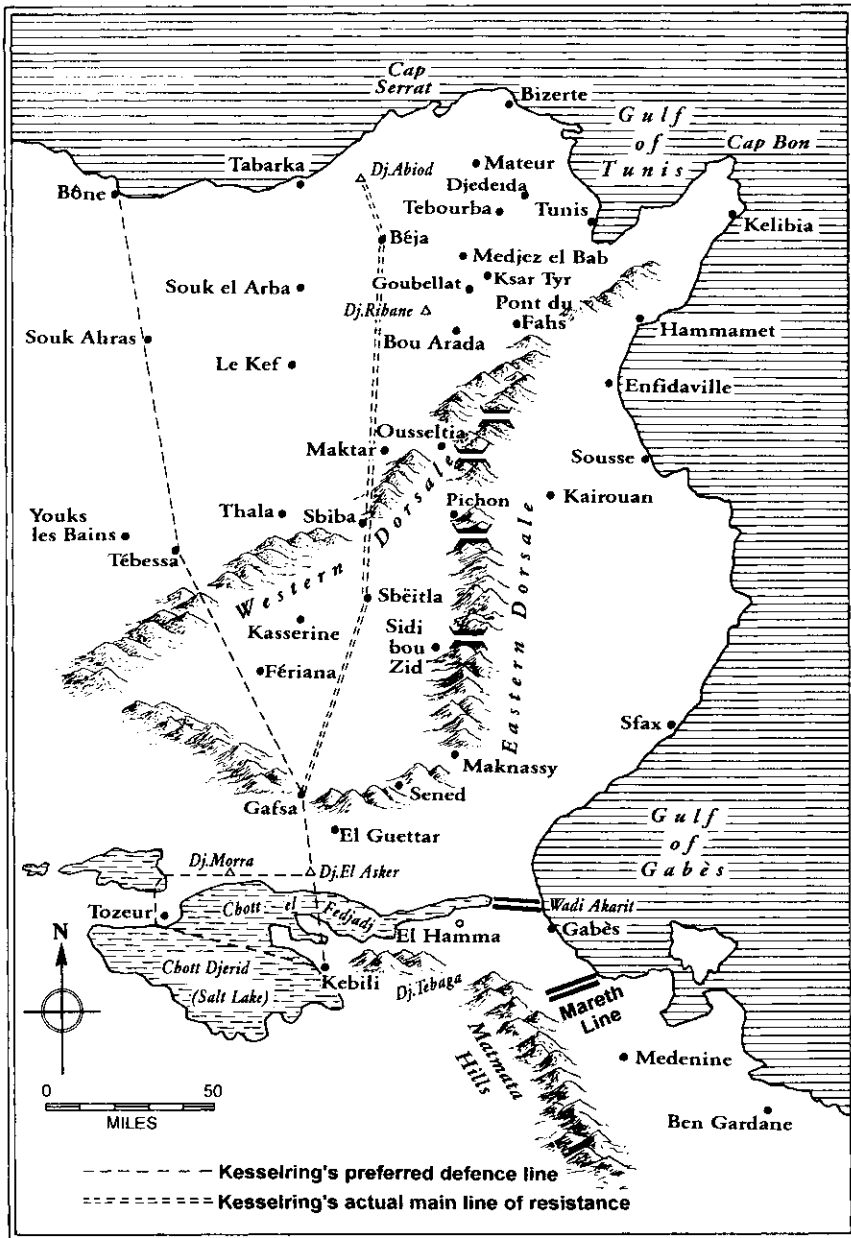 Cap
Serrat
Bizerte
Gulf
of
Tunis
Cap Bon
Tabarka
Dj.Abiod
Mateur
Djedeida
Bône
Tebourba
Tunis
Kelibia
Béja
Medjez el Bab
Souk el Arba
Goubellat
Ksar Tyr
Dj.Ribane
Pont du
Fahs
Souk Ahras
Bou Arada
Hammamet
Le Kef
Enfidaville
Ousseltia
Maktar
Sousse
Youks
les Bains
Thala
Sbiba
Pichon
Kairouan
Tébessa
Western Dorsale
Eastern Dorsale
Sbëitla
Kasserine
Sidi
bou
Zid
Fériana
Sfax
Maknassy
Gafsa
Sened
El Guettar
Gulf
of
Gabès
Dj.Morra
Dj.El Asker
Tozeur
Chott el Fedjadj
Wadi Akarit
El Hamma
Gabès
N
Chott Djerid
(Salt Lake)
Kebili
Dj.Tebaga
Mareth
Line
Matmata
Hills
Medenine
0 50
MILES
Ben Gardane
Kesselring's preferred defence line
Kesselring's actual main line of resistance